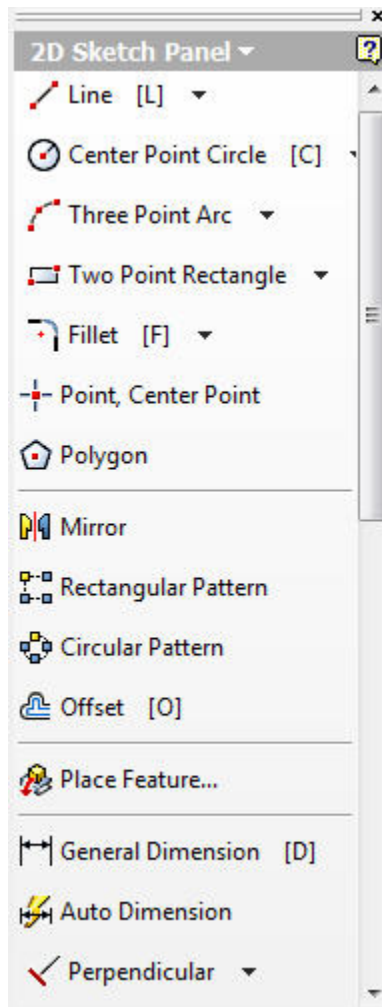 2D Sketch Panel
Line [L]
Center Point Circle [C]
Three Point Arc
Two Point Rectangle
Fillet [F]
Point, Center Point
Polygon
Mirror
Rectangular Pattern
Circular Pattern
Offset [O]
Place Feature...
General Dimension [D]
Auto Dimension
Perpendicular